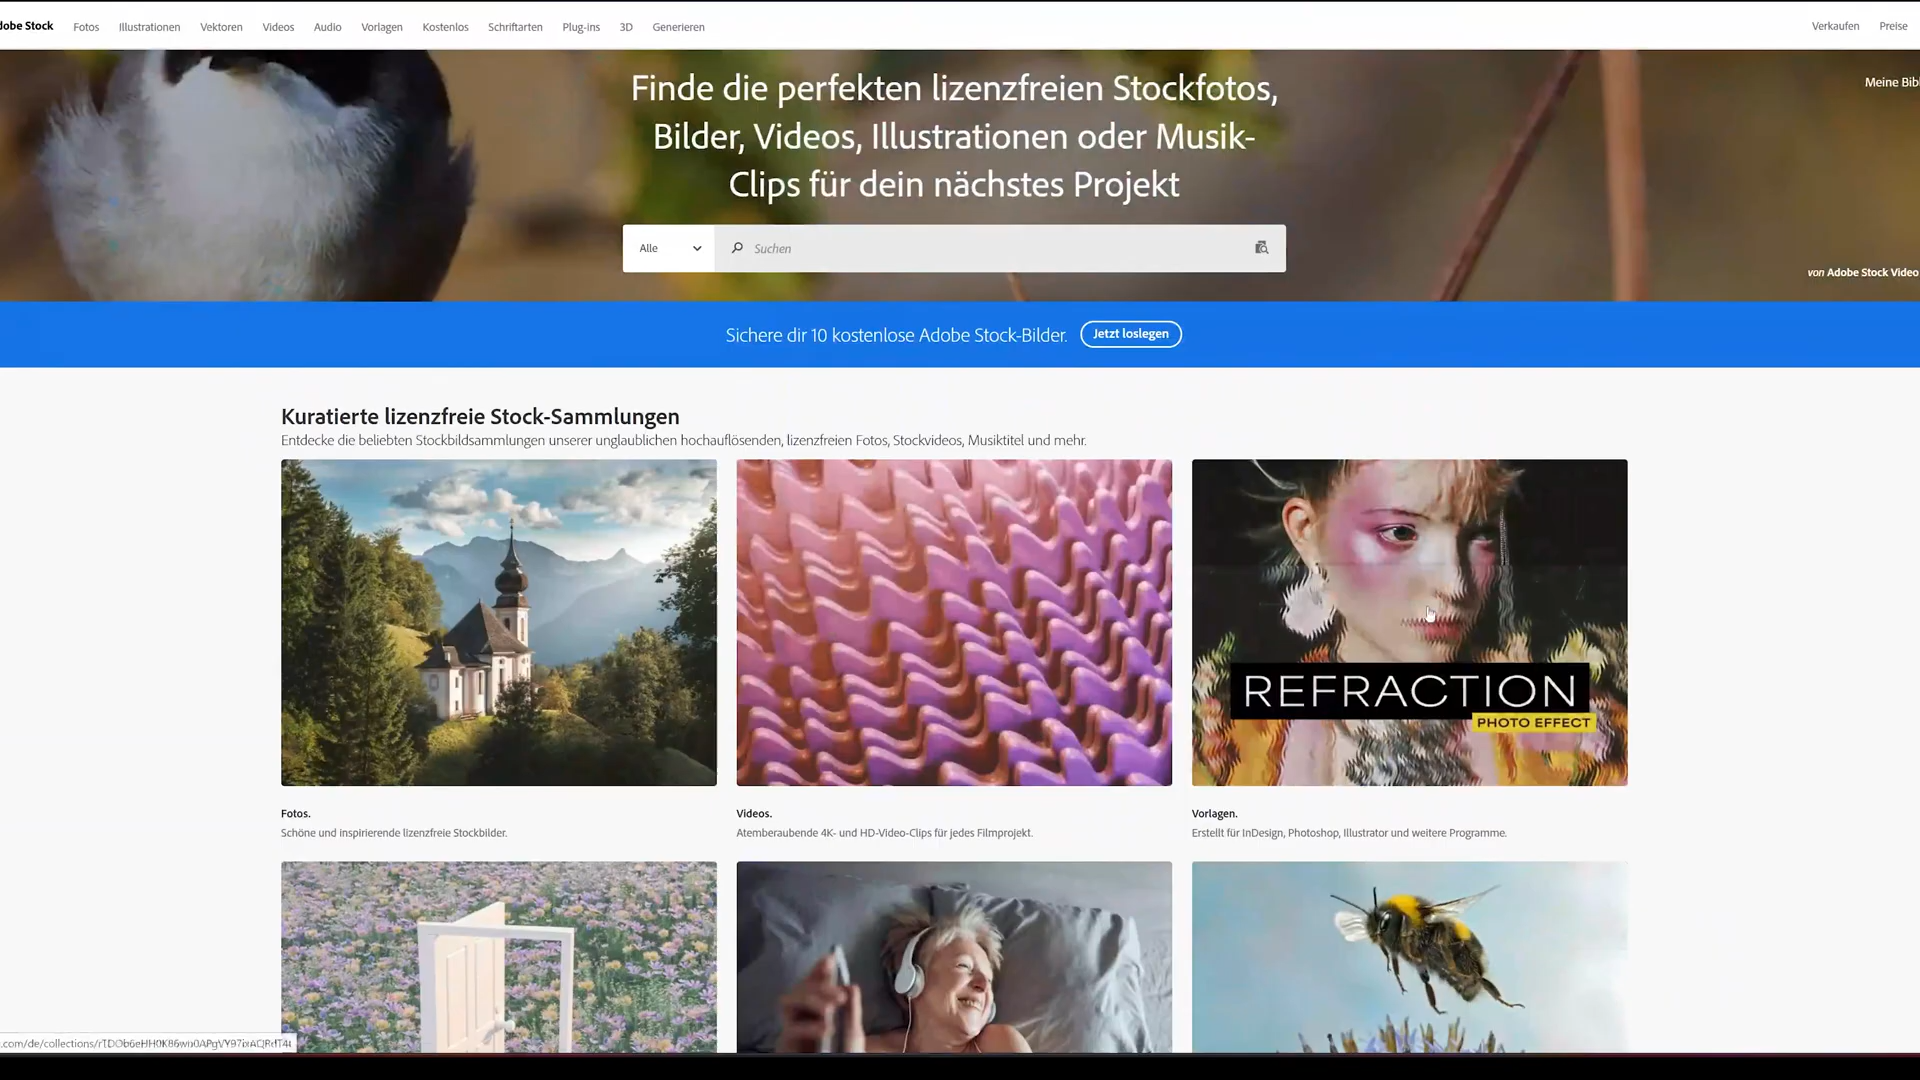 dobe Stock Fotos Illustrationen Vektoren Videos Audio Vorlagen Kostenlos Schriftarten Plug-ins 3D Generieren Verkaufen Preise
Finde die perfekten lizenzfreien Stockfotos,
Bilder, Videos, Illustrationen oder Musik-
Clips für dein nächstes Projekt
Meine Bibl
Alle Suchen
von Adobe Stock Video
Sichere dir 10 kostenlose Adobe Stock-Bilder. Jetzt loslegen
Kuratierte lizenzfreie Stock-Sammlungen
Entdecke die beliebten Stockbildsammlungen unserer unglaublichen hochauflösenden, lizenzfreien Fotos, Stockvideos, Musiktitel und mehr.
REFRACTION
PHOTO EFFECT
Fotos.
Schöne und inspirierende lizenzfreie Stockbilder.
Videos.
Atemberaubende 4K- und HD-Video-Clips für jedes Filmprojekt.
Vorlagen.
Erstellt für InDesign, Photoshop, Illustrator und weitere Programme.